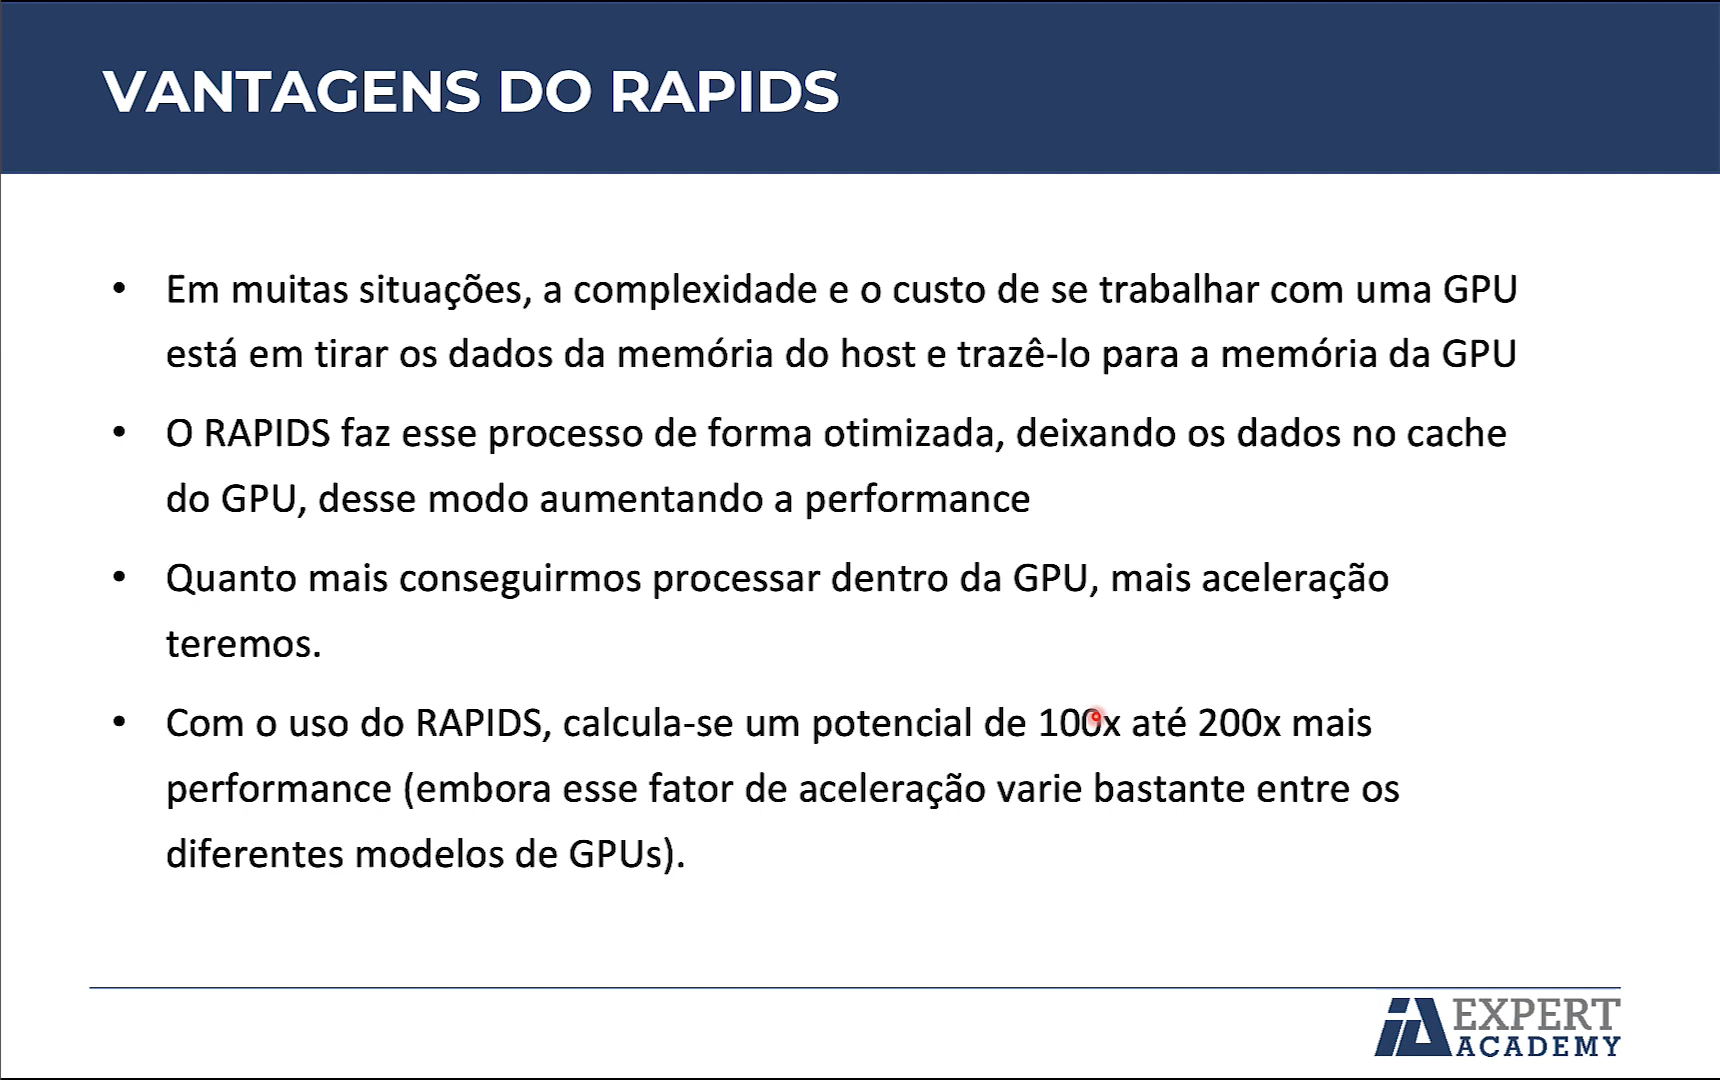 VANTAGENS DO RAPIDS
• Em muitas situações, a complexidade e o custo de se trabalhar com uma GPU
está em tirar os dados da memória do host e trazê-lo para a memória da GPU
• O RAPIDS faz esse processo de forma otimizada, deixando os dados no cache
do GPU, desse modo aumentando a performance
• Quanto mais conseguirmos processar dentro da GPU, mais aceleração
teremos.
• Com o uso do RAPIDS, calcula-se um potencial de 100x até 200x mais
performance (embora esse fator de aceleração varie bastante entre os
diferentes modelos de GPUs).
IA EXPERT
ACADEMY